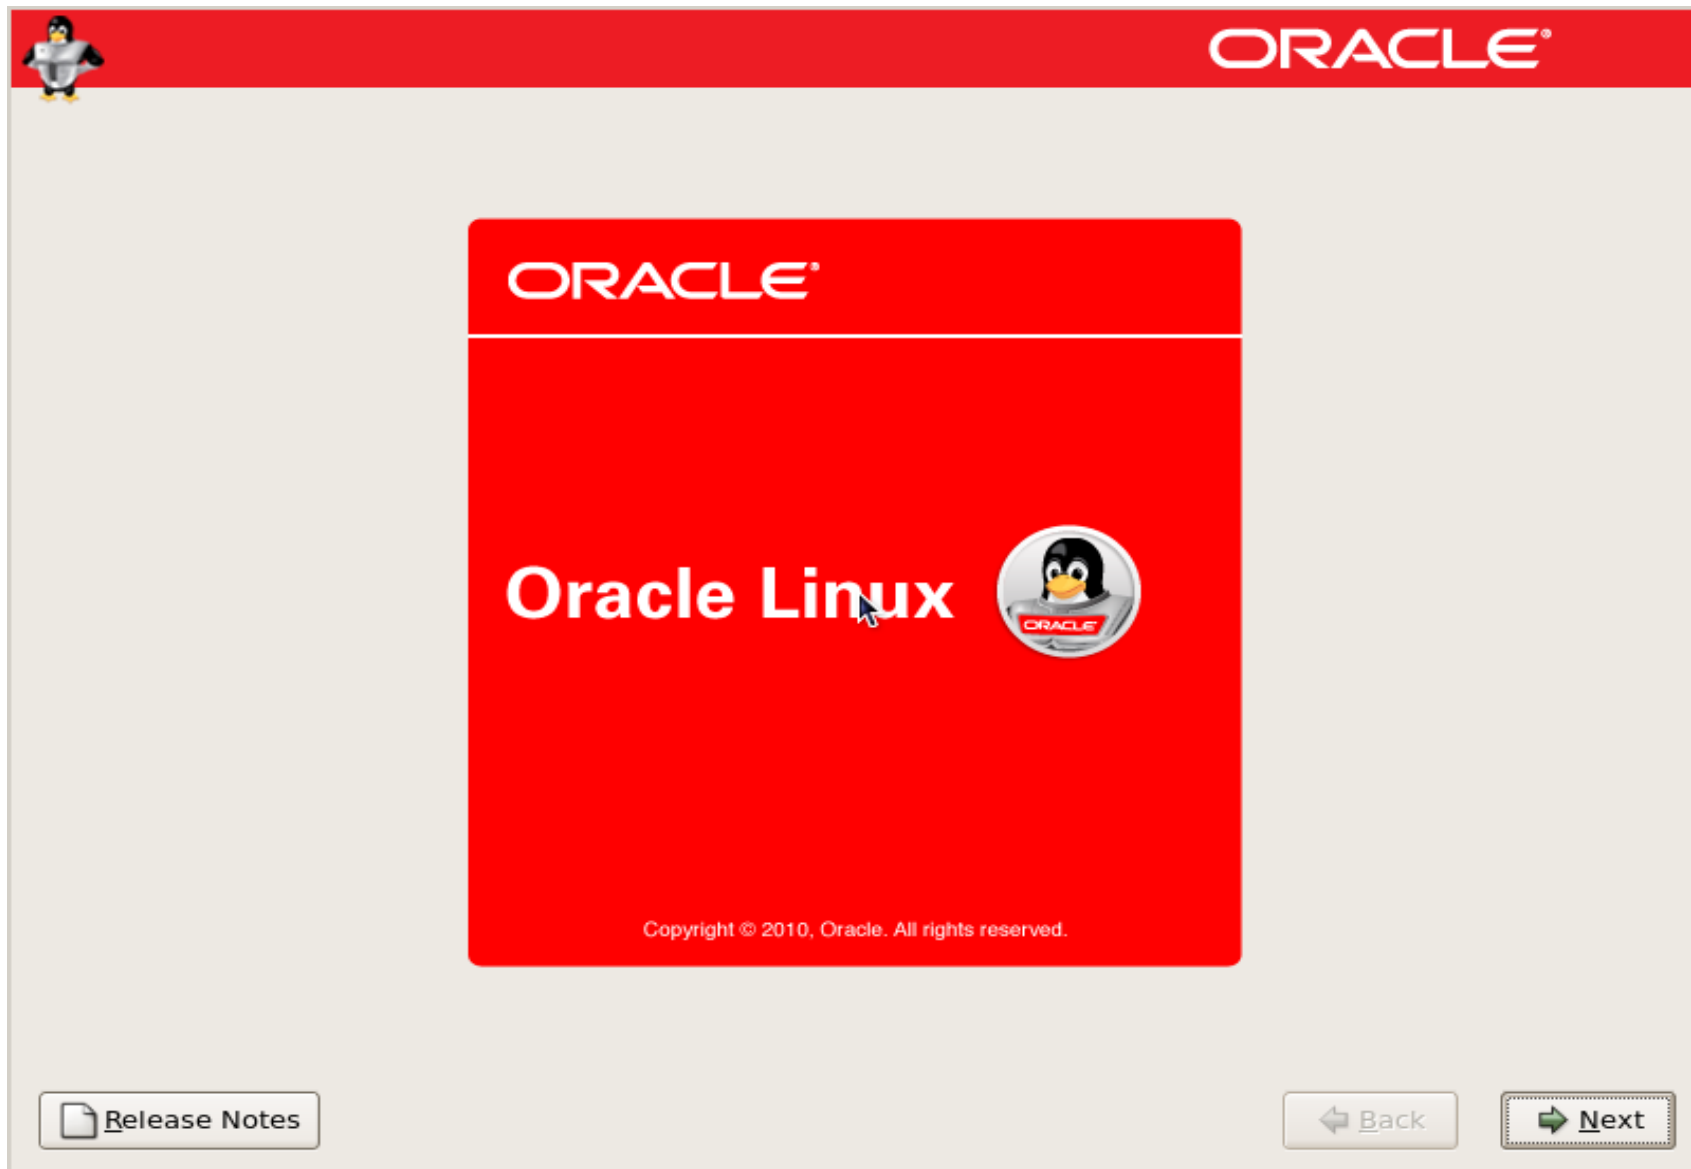 ORACLE®
ORACLE®
Oracle Linux
ORACLE
Copyright © 2010, Oracle. All rights reserved.
Release Notes
Back
Next